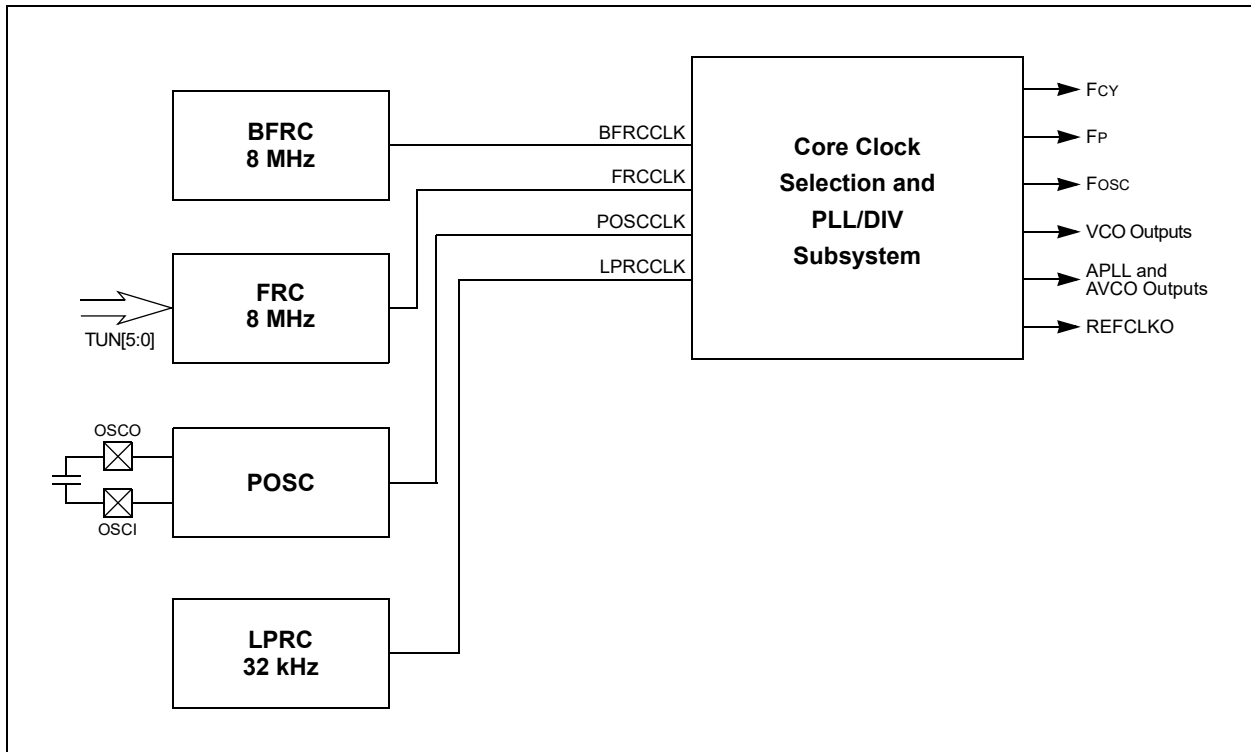 BFRC
8 MHz
BFRCCLK
FRCCLK
POSCCLK
LPRCCLK
FRC
8 MHz
TUN[5:0]
OSCO
OSCI
POSC
LPRC
32 kHz
Core Clock
Selection and
PLL/DIV
Subsystem
FCY
FP
FOSC
VCO Outputs
APLL and
AVCO Outputs
REFCLKO